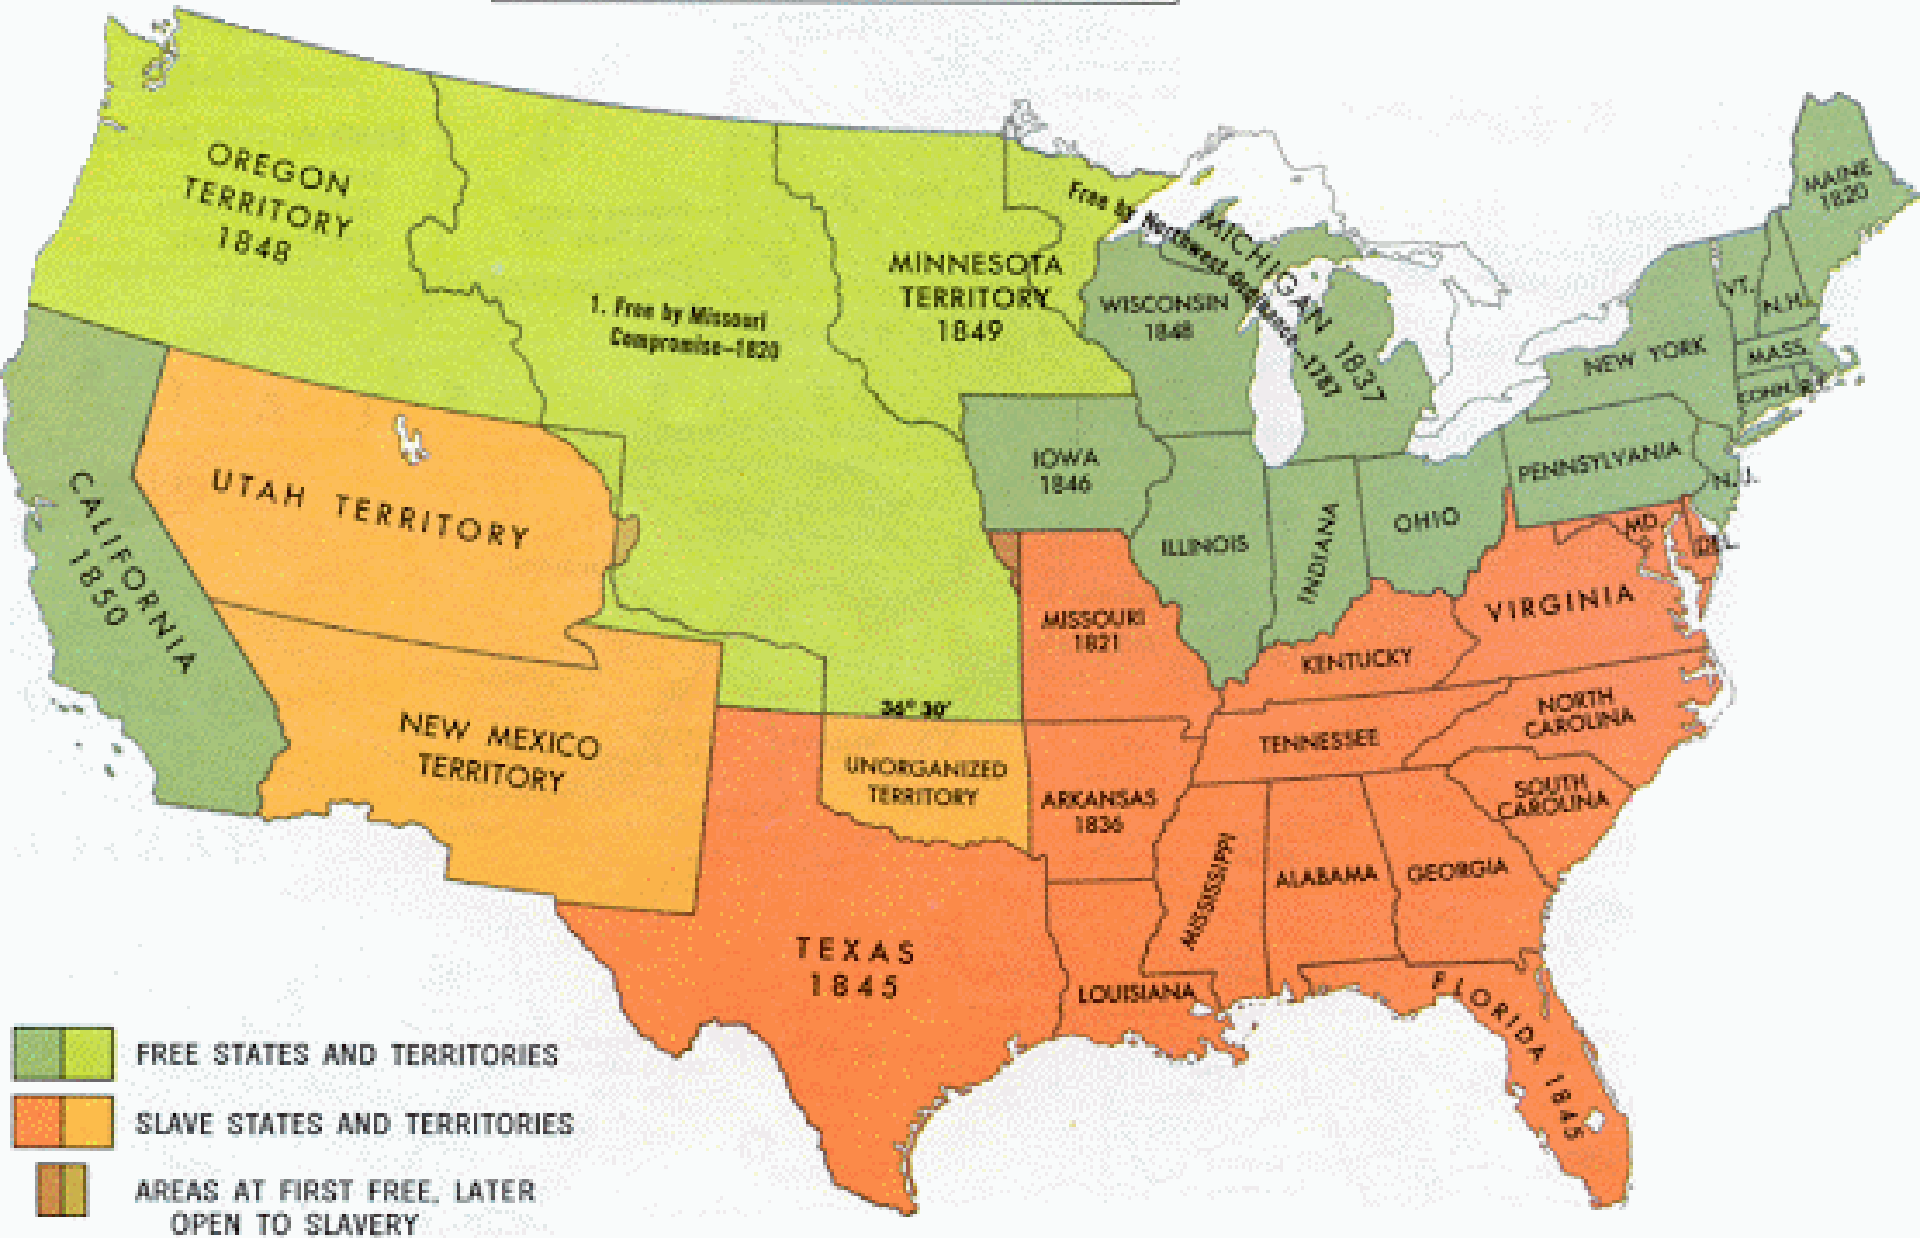 OREGON
TERRITORY
1848
1. Free by Missouri
Compromise–1820
MINNESOTA
TERRITORY
1849
Free by Northwest Ordinance–1787
MICHIGAN 1837
WISCONSIN
1848
MAINE
1820
VT.
N.H.
MASS.
CONN.
R.I.
NEW YORK
PENNSYLVANIA
N.J.
IOWA
1846
ILLINOIS
INDIANA
OHIO
MD.
DEL.
VIRGINIA
UTAH TERRITORY
CALIFORNIA
1850
MISSOURI
1821
KENTUCKY
36° 30'
NEW MEXICO
TERRITORY
UNORGANIZED
TERRITORY
ARKANSAS
1836
TENNESSEE
NORTH
CAROLINA
SOUTH
CAROLINA
MISSISSIPPI
ALABAMA
GEORGIA
TEXAS
1845
LOUISIANA
FLORIDA 1845
FREE STATES AND TERRITORIES
SLAVE STATES AND TERRITORIES
AREAS AT FIRST FREE, LATER
OPEN TO SLAVERY